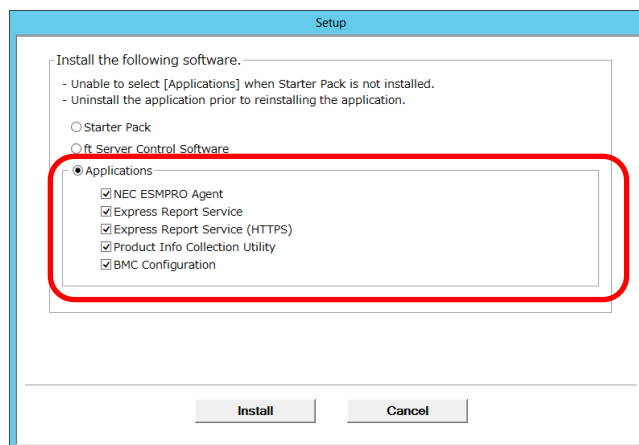 Setup
Install the following software.
- Unable to select [Applications] when Starter Pack is not installed.
- Uninstall the application prior to reinstalling the application.
Starter Pack
ft Server Control Software
Applications
NEC ESMPRO Agent
Express Report Service
Express Report Service (HTTPS)
Product Info Collection Utility
BMC Configuration
Install Cancel